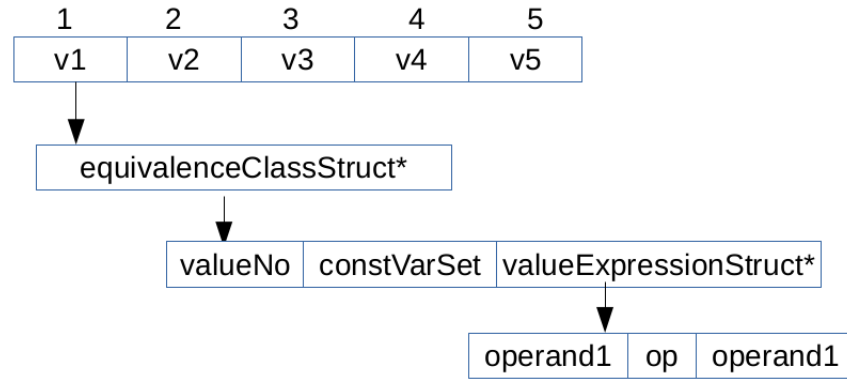 1 2 3 4 5
v1 v2 v3 v4 v5
equivalenceClassStruct*
valueNo constVarSet valueExpressionStruct*
operand1 op operand1